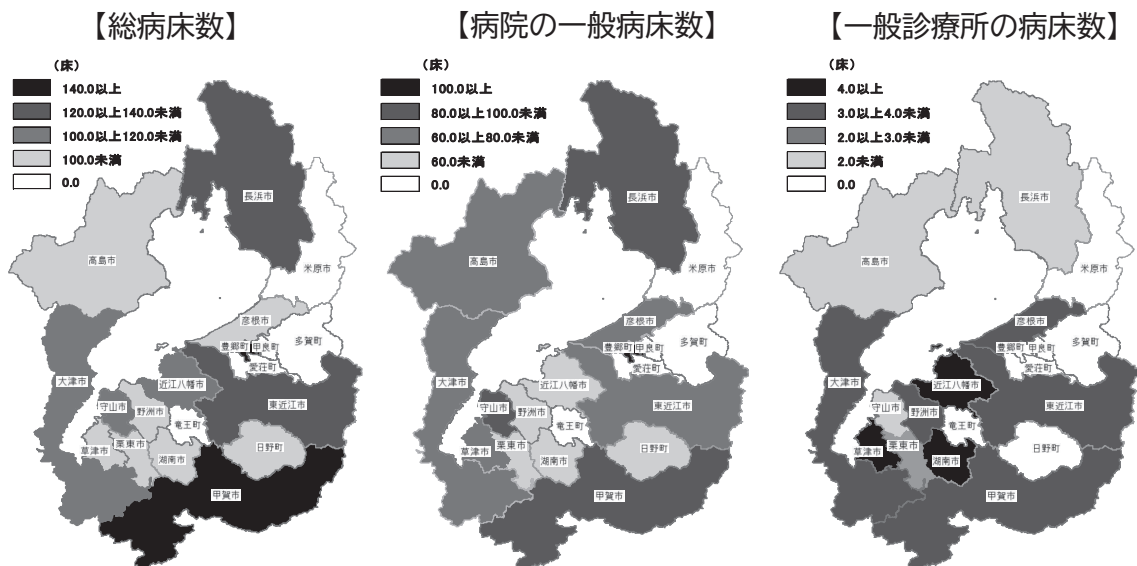 【総病床数】
(床)
140.0以上
120.0以上140.0未満
100.0以上120.0未満
100.0未満
0.0
長浜市
高島市
米原市
彦根市
多賀町
豊郷町
甲良町
愛荘町
大津市
近江八幡市
東近江市
守山市
野洲市
竜王町
草津市
栗東市
湖南市
日野町
甲賀市
【病院の一般病床数】
(床)
100.0以上
80.0以上100.0未満
60.0以上80.0未満
60.0未満
0.0
長浜市
高島市
米原市
彦根市
多賀町
豊郷町
甲良町
愛荘町
大津市
近江八幡市
東近江市
守山市
野洲市
竜王町
草津市
栗東市
湖南市
日野町
甲賀市
【一般診療所の病床数】
(床)
4.0以上
3.0以上4.0未満
2.0以上3.0未満
2.0未満
0.0
長浜市
高島市
米原市
彦根市
多賀町
豊郷町
甲良町
愛荘町
大津市
近江八幡市
東近江市
守山市
野洲市
竜王町
草津市
栗東市
湖南市
日野町
甲賀市